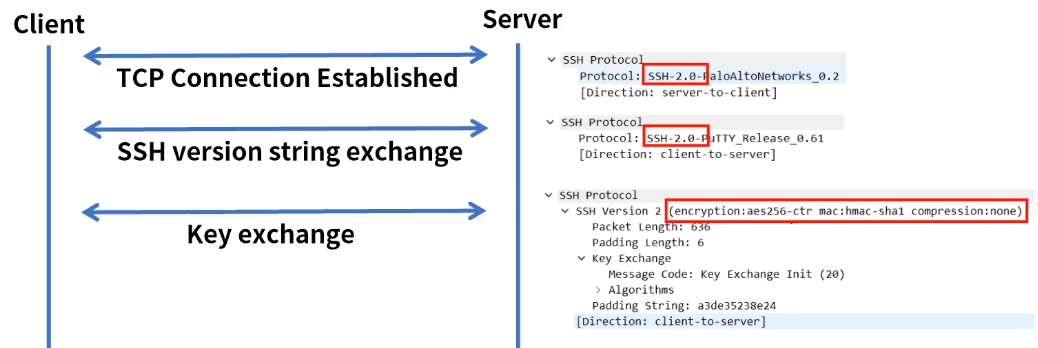 Client
Server
TCP Connection Established
SSH version string exchange
Key exchange
SSH Protocol
Protocol: SSH-2.0-PaloAltoNetworks_0.2
[Direction: server-to-client]
SSH Protocol
Protocol: SSH-2.0-PuTTY_Release_0.61
[Direction: client-to-server]
SSH Protocol
SSH Version 2 (encryption:aes256-ctr mac:hmac-sha1 compression:none)
Packet Length: 636
Padding Length: 6
Key Exchange
Message Code: Key Exchange Init (20)
Algorithms
Padding String: a3de35238e24
[Direction: client-to-server]